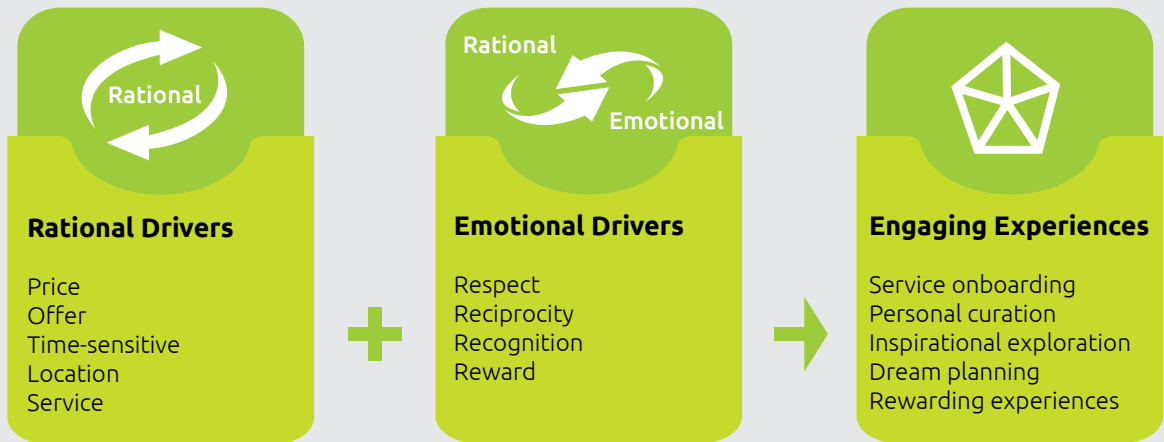 Rational
Rational Drivers
Price
Offer
Time-sensitive
Location
Service
Rational
Emotional
Emotional Drivers
Respect
Reciprocity
Recognition
Reward
Engaging Experiences
Service onboarding
Personal curation
Inspirational exploration
Dream planning
Rewarding experiences